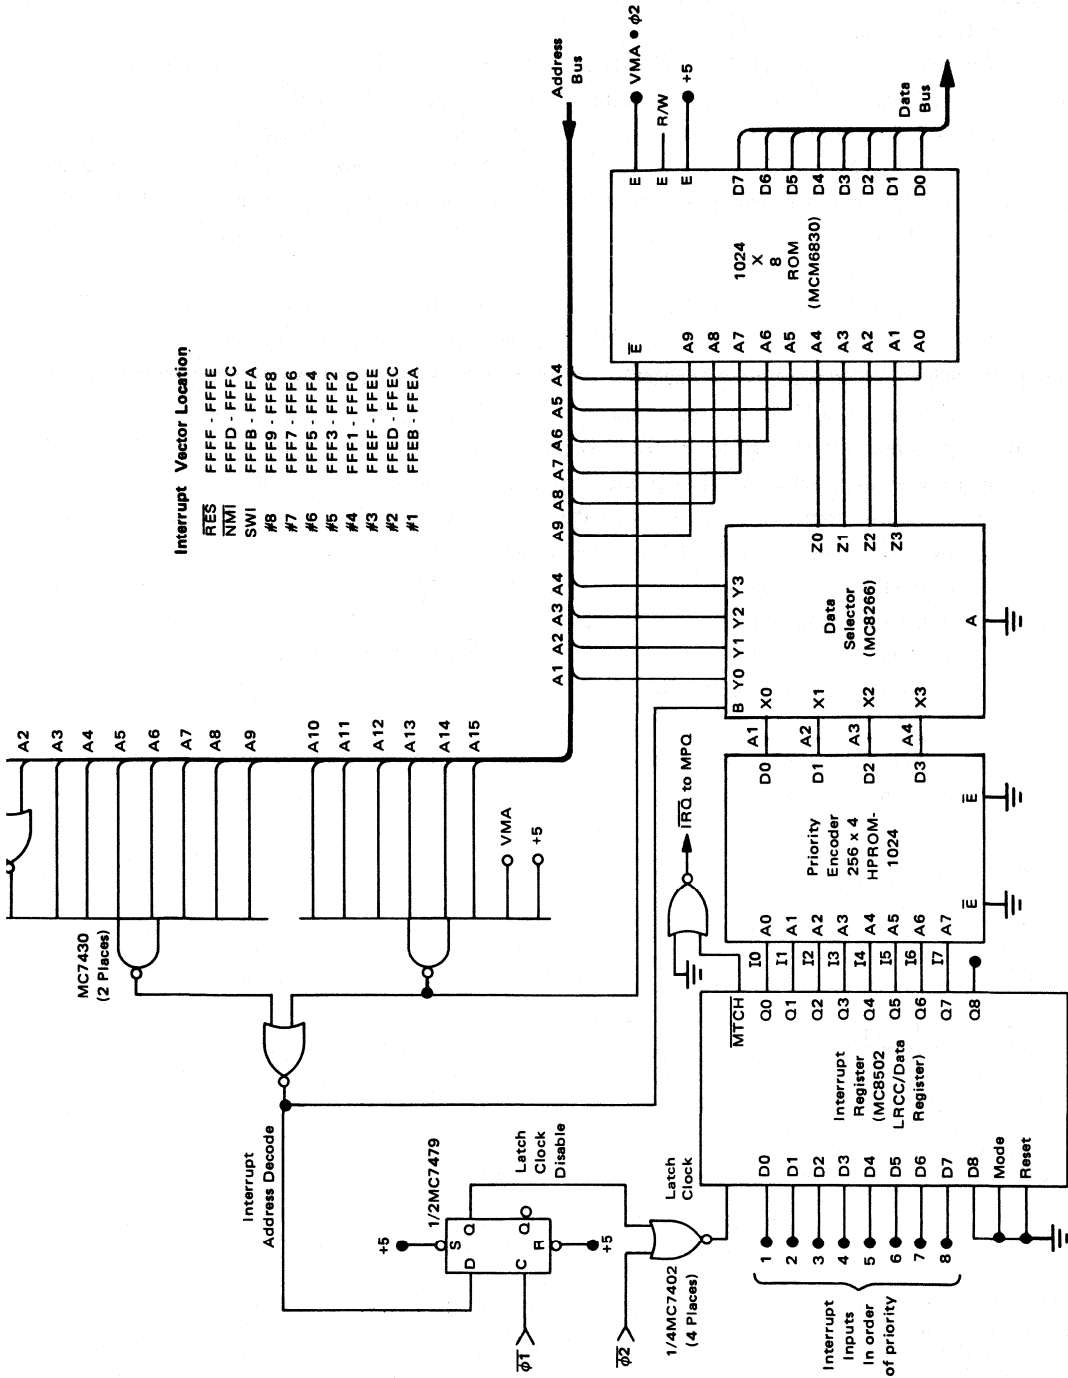 Interrupt
Inputs
In order
of priority
1
2
3
4
5
6
7
8
φ1
φ2
1/4MC7402
(4 Places)
+5
S
D
Q
C
Q
R
+5
1/2MC7479
Latch
Clock
Disable
Interrupt
Address Decode
Latch
Clock
D0
D1
D2
D3
D4
D5
D6
D7
D8
Mode
Reset
Interrupt
Register
(MC8502
LRCC/Data
Register)
MTCH
Q0
Q1
Q2
Q3
Q4
Q5
Q6
Q7
Q8
I0
I1
I2
I3
I4
I5
I6
I7
IRQ to MPQ
A0
A1
A2
A3
A4
A5
A6
A7
E
E
Priority
Encoder
256 x 4
HPROM-
1024
D0
D1
D2
D3
A1
A2
A3
A4
X0
X1
X2
X3
B
Y0
Y1
Y2
Y3
Data
Selector
(MC8266)
A
Z0
Z1
Z2
Z3
MC7430
(2 Places)
A2
A3
A4
A5
A6
A7
A8
A9
A10
A11
A12
A13
A14
A15
VMA
+5
A1
A2
A3
A4
A9
A8
A7
A6
A5
A4
Interrupt Vector Location
RES FFFF - FFFE
NMI FFFD - FFFC
SWI FFFB - FFFA
#8 FFF9 - FFF8
#7 FFF7 - FFF6
#6 FFF5 - FFF4
#5 FFF3 - FFF2
#4 FFF1 - FFF0
#3 FFEF - FFEE
#2 FFED - FFEC
#1 FFEB - FFEA
Address
Bus
E
A9
A8
A7
A6
A5
A4
A3
A2
A1
A0
1024
X
8
ROM
(MCM6830)
E
E
E
VMA • φ2
R/W
+5
D7
D6
D5
D4
D3
D2
D1
D0
Data
Bus